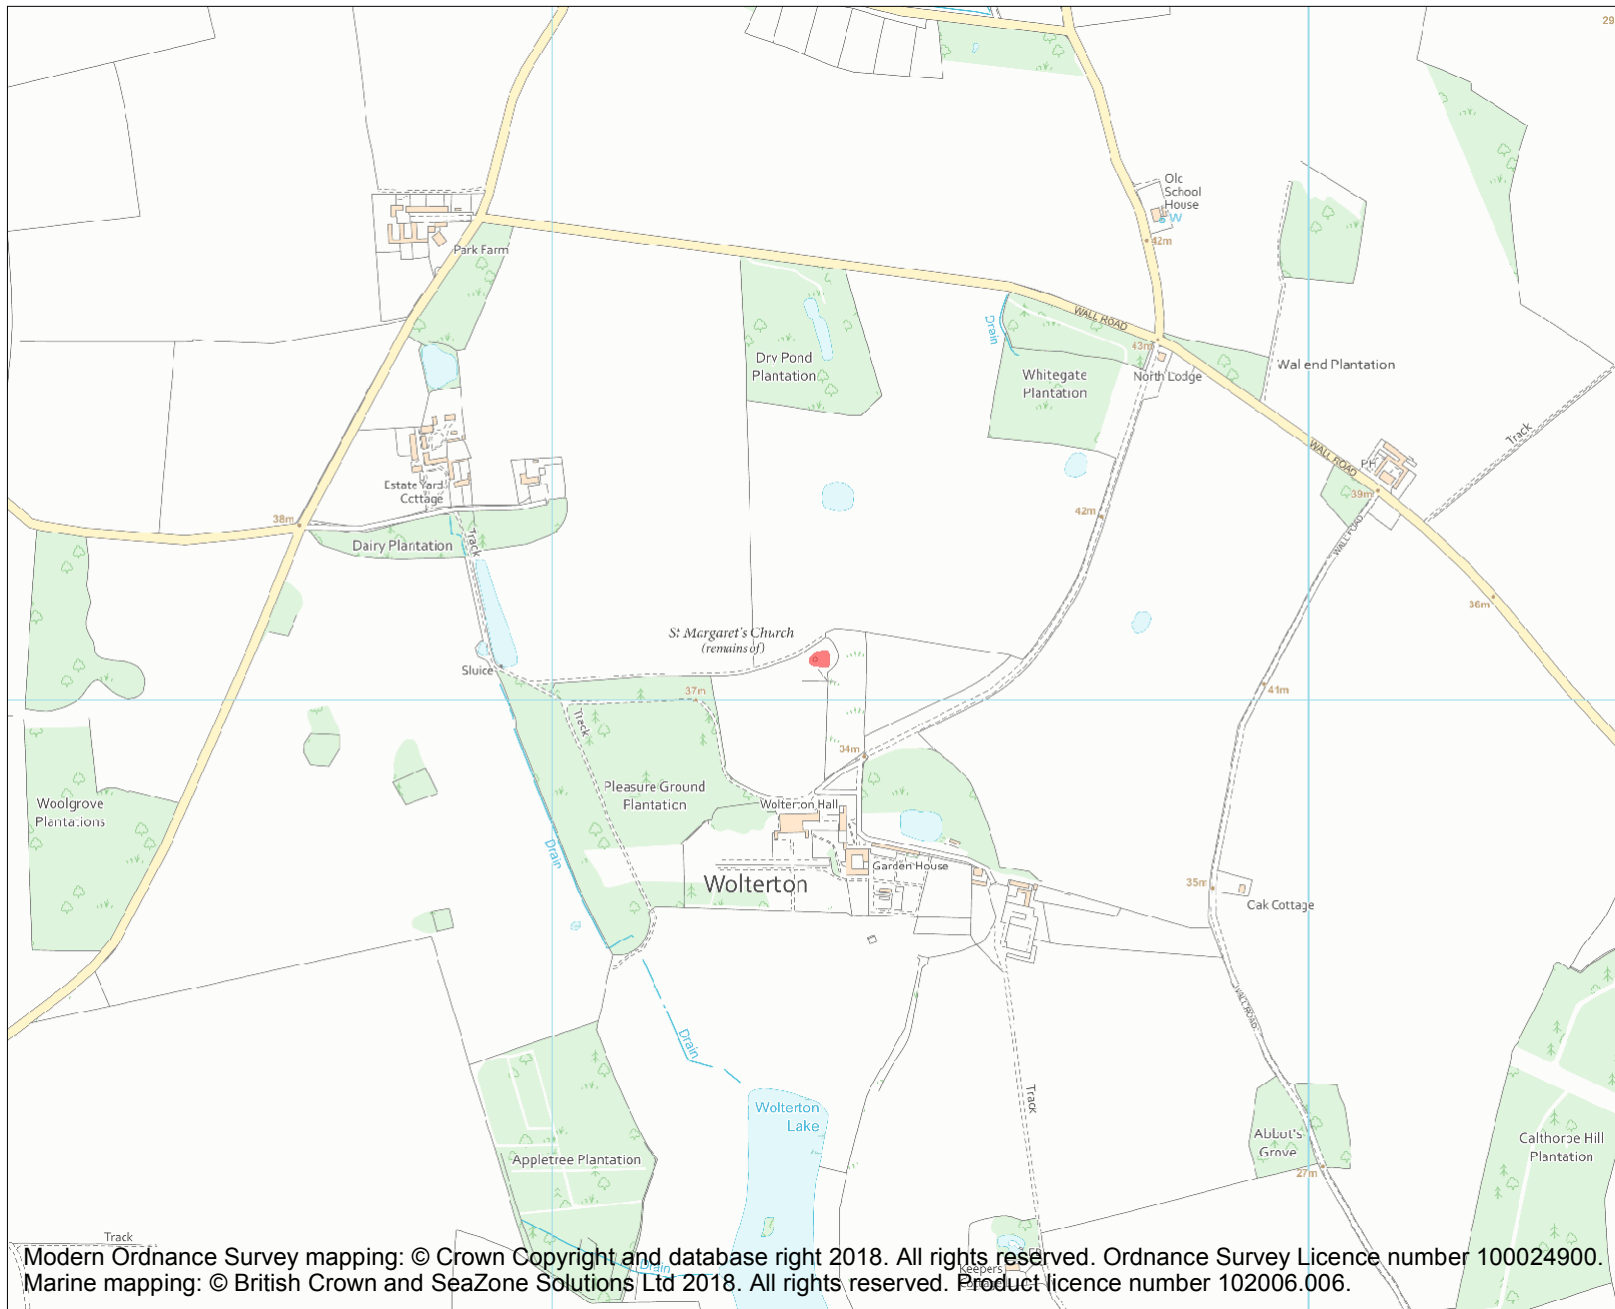 29
Old
School
House
W
42m
Park Farm
Drain
WALL ROAD
43m
Dry Pond
Plantation
Whitegate
Plantation
North Lodge
Wal end Plantation
Track
WALL ROAD
PH
39m
Estate Yard
Cottage
38m
42m
WALL ROAD
Dairy Plantation
Track
36m
St Margaret's Church
(remains of)
Sluice
37m
41m
Track
34m
Pleasure Ground
Plantation
Woolgrove
Plantations
Wolterton Hall
Drain
Garden House
Wolterton
35m
Oak Cottage
WALL ROAD
Drain
Track
Wolterton
Lake
Abbot's
Grove
Calthorpe Hill
Plantation
Appletree Plantation
27m
Track
Drain
Keepers
Cottage
Modern Ordnance Survey mapping: © Crown Copyright and database right 2018. All rights reserved. Ordnance Survey Licence number 100024900.
Marine mapping: © British Crown and SeaZone Solutions Ltd 2018. All rights reserved. Product licence number 102006.006.